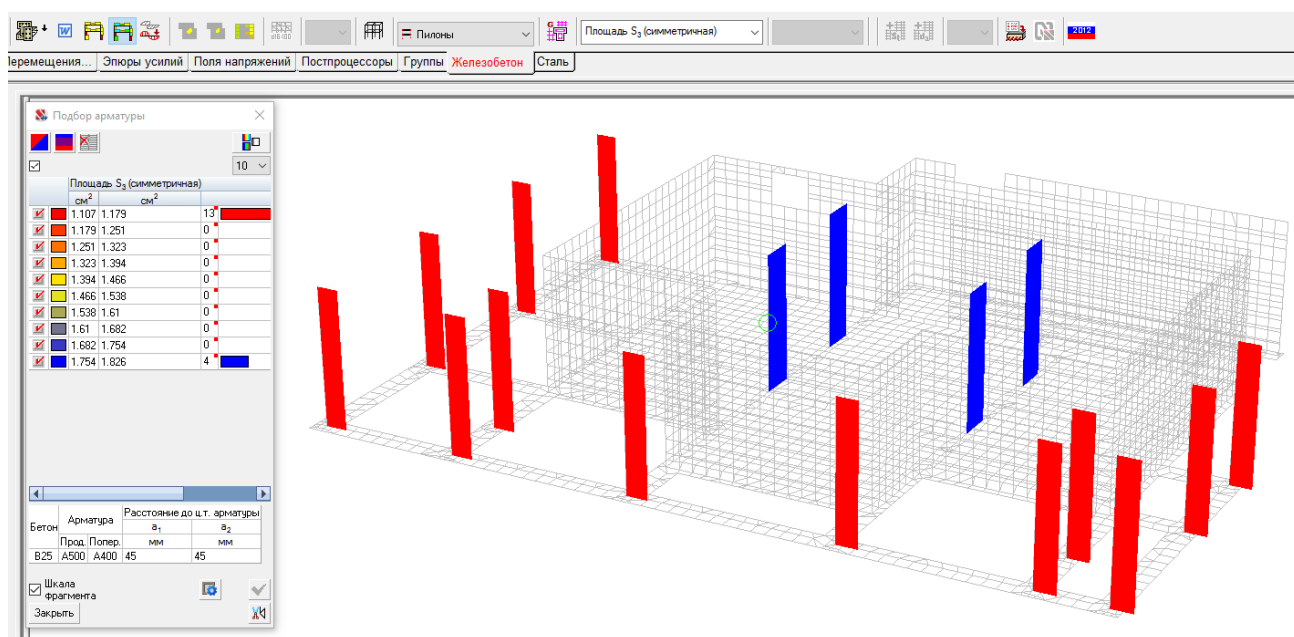 W
Пилоны
Площадь S3 (симметричная)
2012
Перемещения... Эпюры усилий Поля напряжений Постпроцессоры Группы Железобетон Сталь
Подбор арматуры
10
Площадь S3 (симметричная)
см2 см2
1.107 1.179 13
1.179 1.251 0
1.251 1.323 0
1.323 1.394 0
1.394 1.466 0
1.466 1.538 0
1.538 1.61 0
1.61 1.682 0
1.682 1.754 0
1.754 1.826 4
Бетон Арматура Расстояние до ц.т. арматуры
a1 a2
Прод. Попер. мм мм
B25 A500 A400 45 45
Шкала
фрагмента
Закрыть